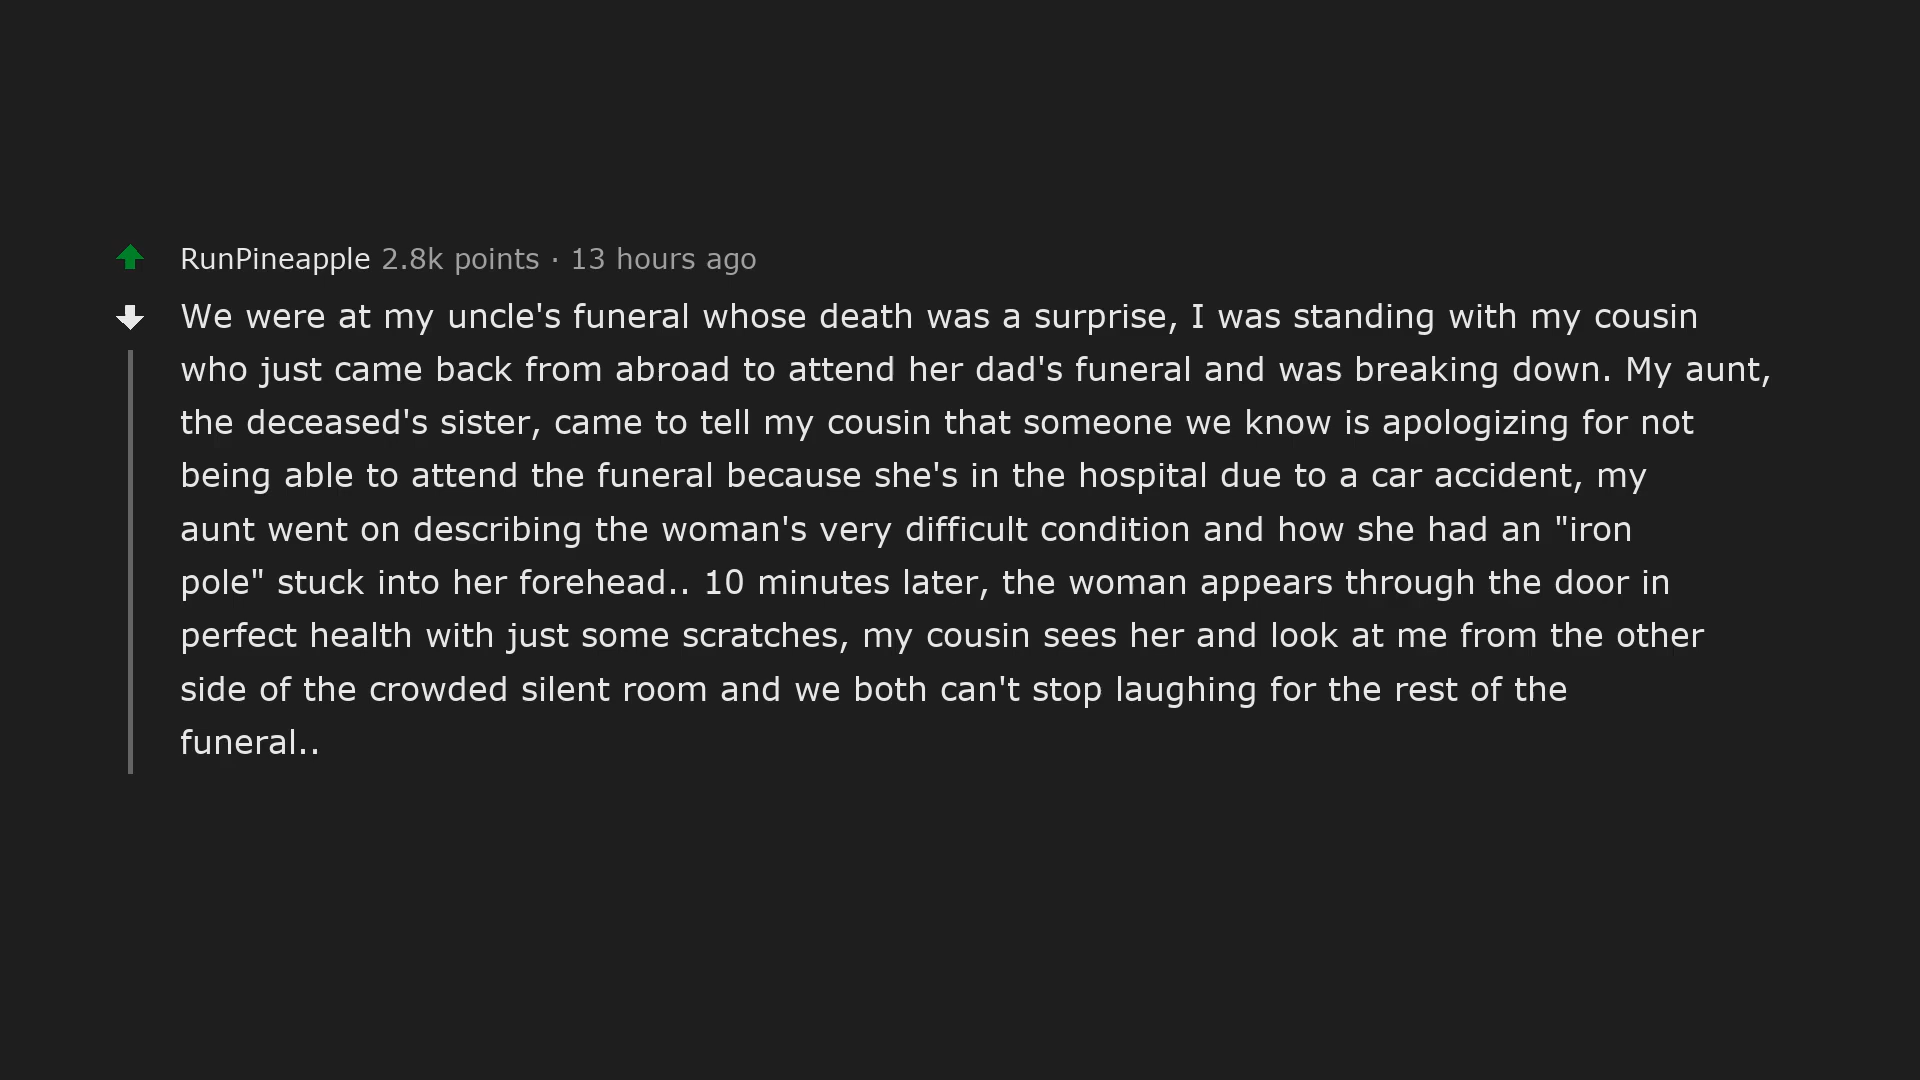 RunPineapple 2.8k points · 13 hours ago
We were at my uncle's funeral whose death was a surprise, I was standing with my cousin
who just came back from abroad to attend her dad's funeral and was breaking down. My aunt,
the deceased's sister, came to tell my cousin that someone we know is apologizing for not
being able to attend the funeral because she's in the hospital due to a car accident, my
aunt went on describing the woman's very difficult condition and how she had an "iron
pole" stuck into her forehead.. 10 minutes later, the woman appears through the door in
perfect health with just some scratches, my cousin sees her and look at me from the other
side of the crowded silent room and we both can't stop laughing for the rest of the
funeral..